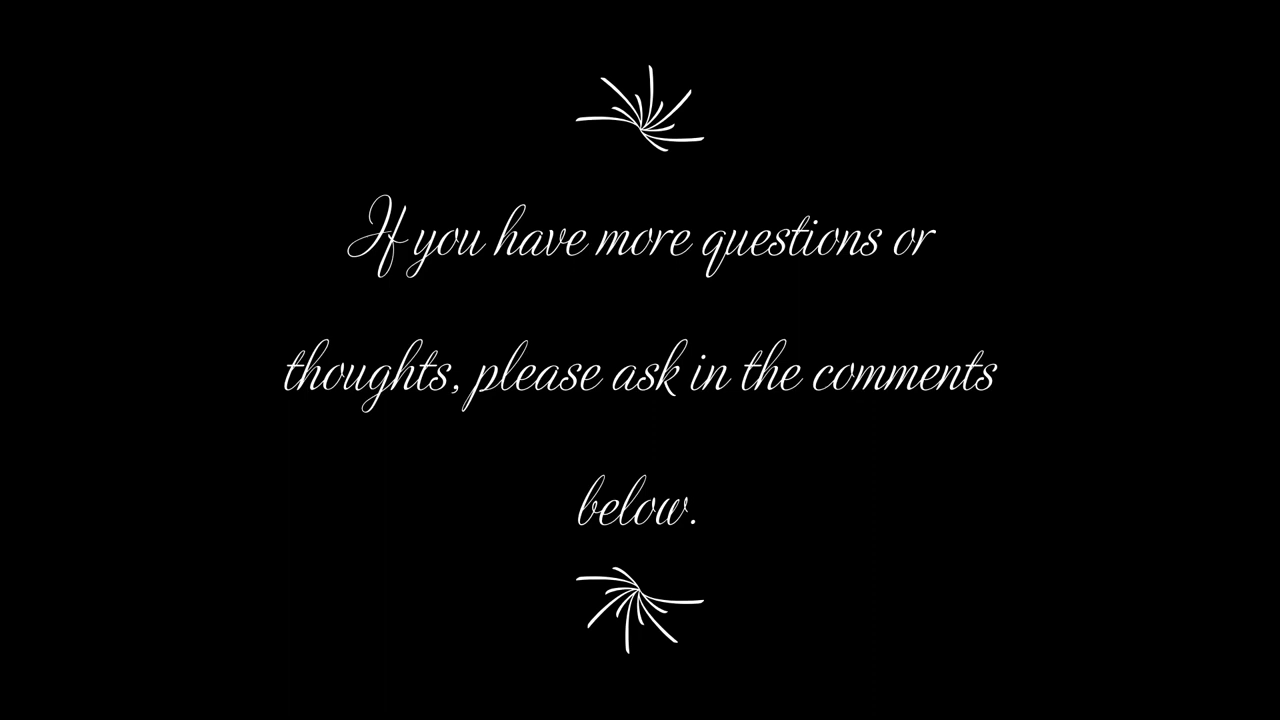 If you have more questions or
thoughts, please ask in the comments
below.